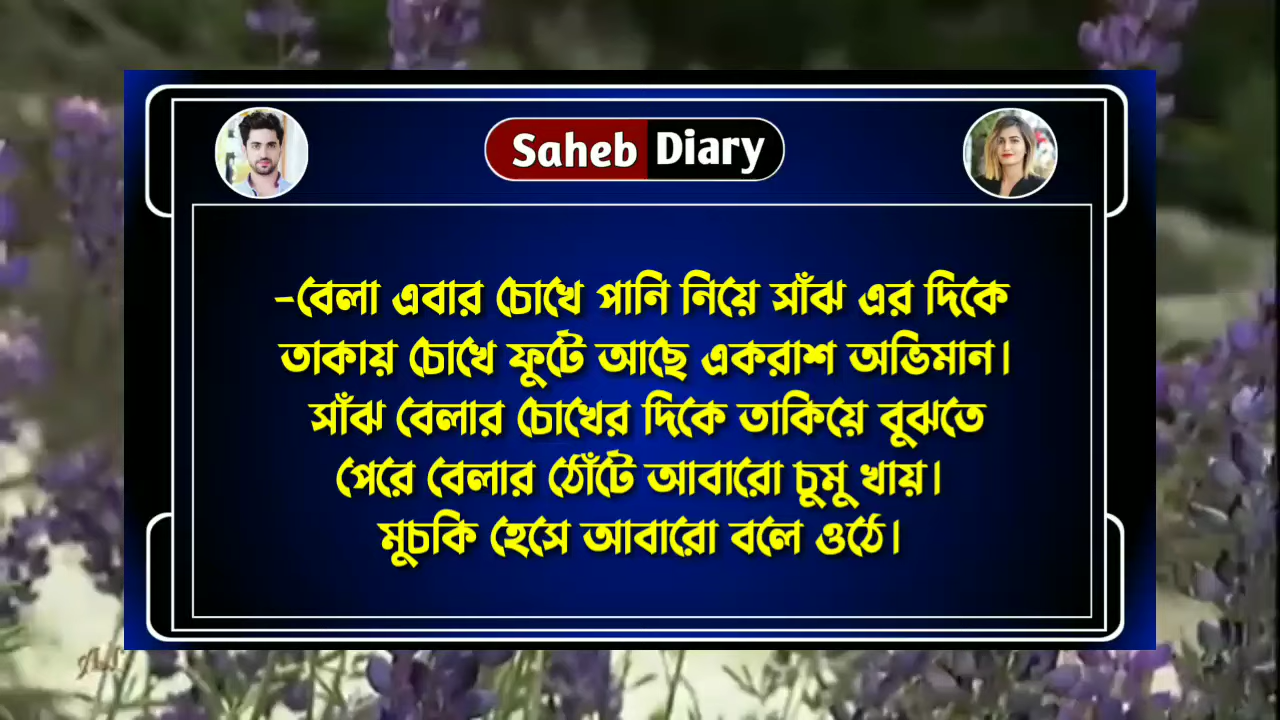 Saheb Diary
-বেলা এবার চোখে পানি নিয়ে সাঁঝ এর দিকে
তাকায় চোখে ফুটে আছে একরাশ অভিমান।
সাঁঝ বেলার চোখের দিকে তাকিয়ে বুঝতে
পেরে বেলার ঠোঁটে আবারো চুমু খায়।
মুচকি হেসে আবারো বলে ওঠে।